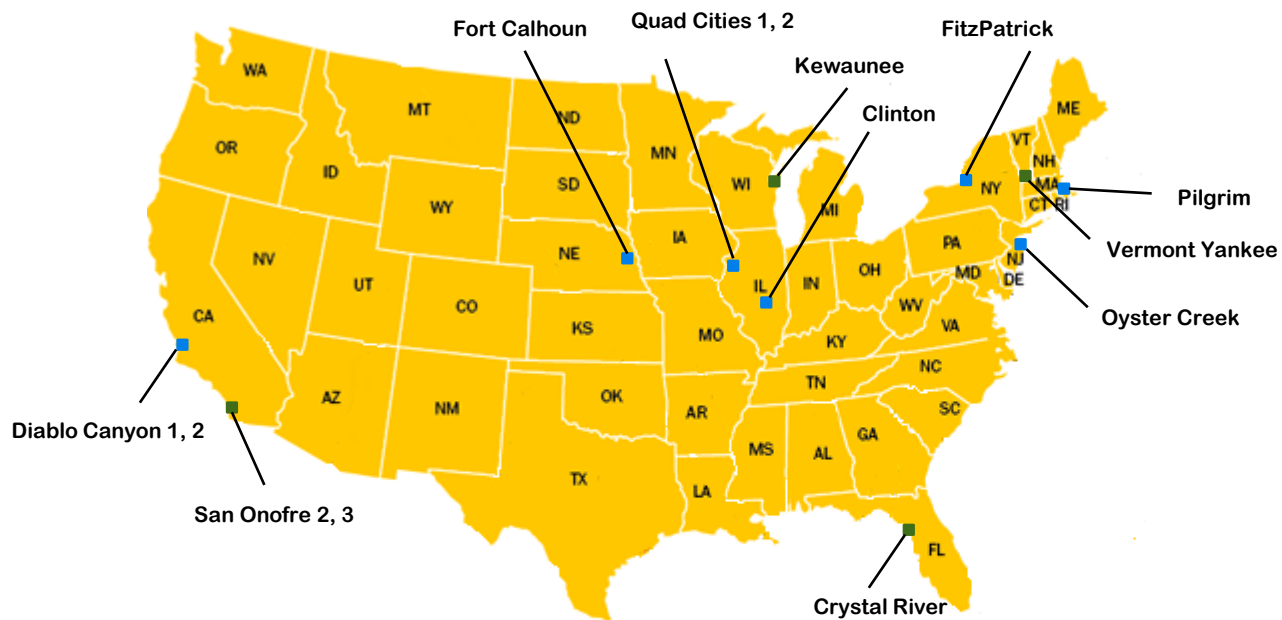 Quad Cities 1, 2
Fort Calhoun
FitzPatrick
Kewaunee
Clinton
WA
MT
ND
ME
OR
ID
MN
VT
NH
SD
WI
NY
MA
WY
MI
CT
RI
Pilgrim
IA
PA
Vermont Yankee
NV
NE
OH
NJ
UT
IL
IN
MD
DE
CO
WV
CA
KS
MO
KY
VA
Oyster Creek
NC
TN
AZ
NM
OK
AR
SC
Diablo Canyon 1, 2
GA
MS
AL
TX
LA
San Onofre 2, 3
FL
Crystal River